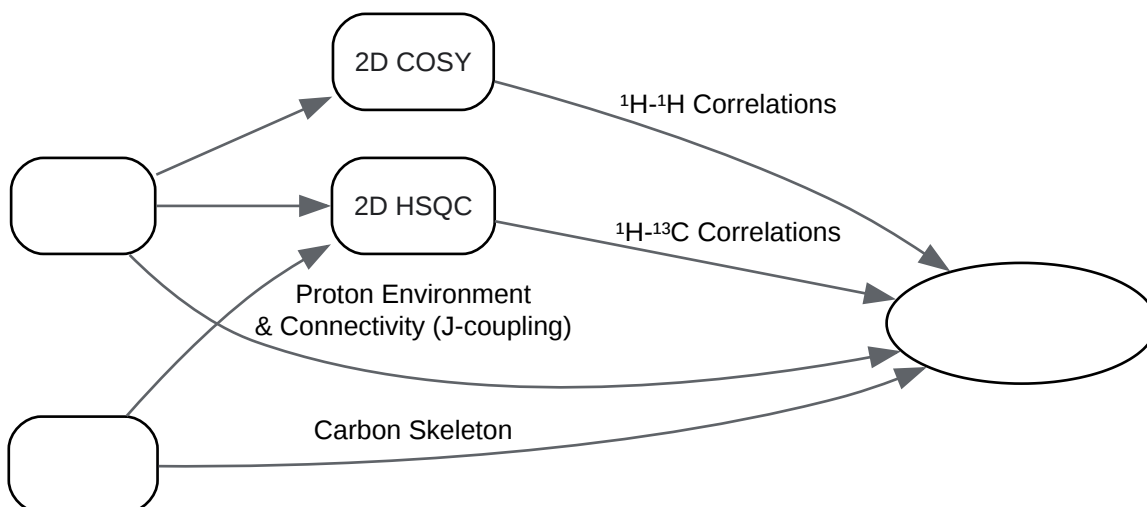 2D COSY
¹H-¹H Correlations
2D HSQC
¹H-¹³C Correlations
Proton Environment
& Connectivity (J-coupling)
Carbon Skeleton